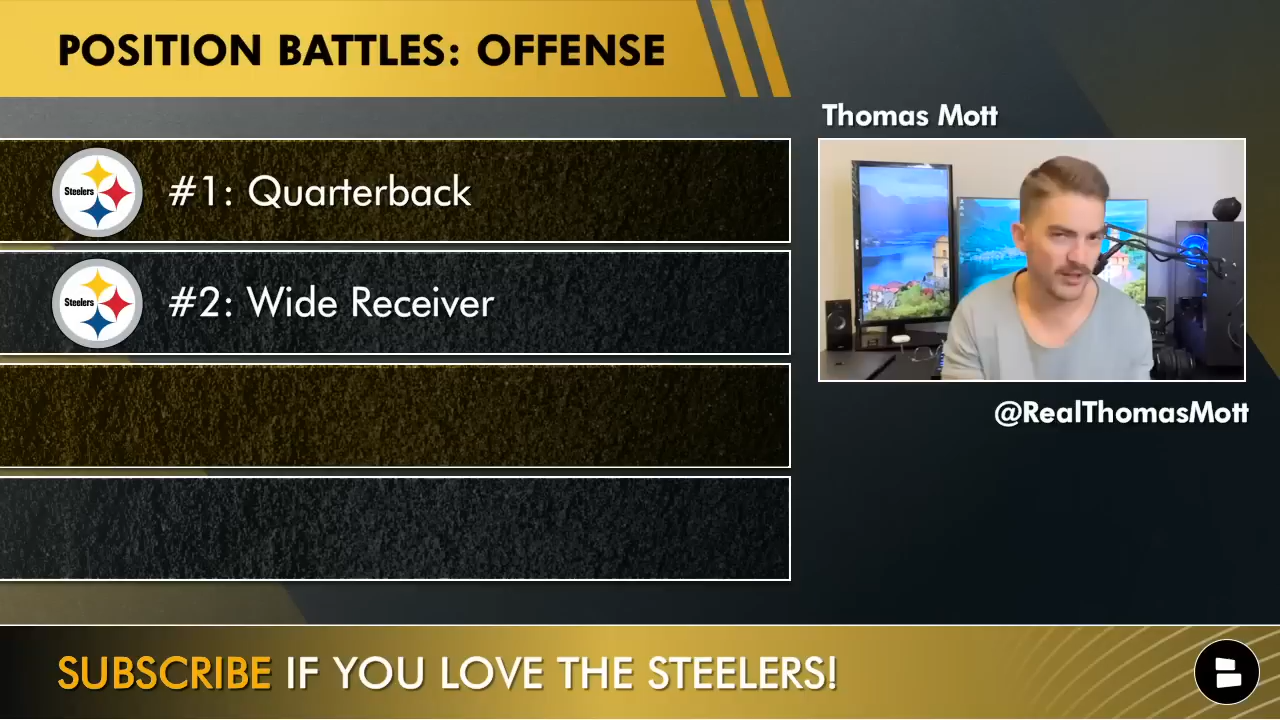 POSITION BATTLES: OFFENSE
Thomas Mott
Steelers #1: Quarterback
Steelers #2: Wide Receiver
@RealThomasMott
SUBSCRIBE IF YOU LOVE THE STEELERS!